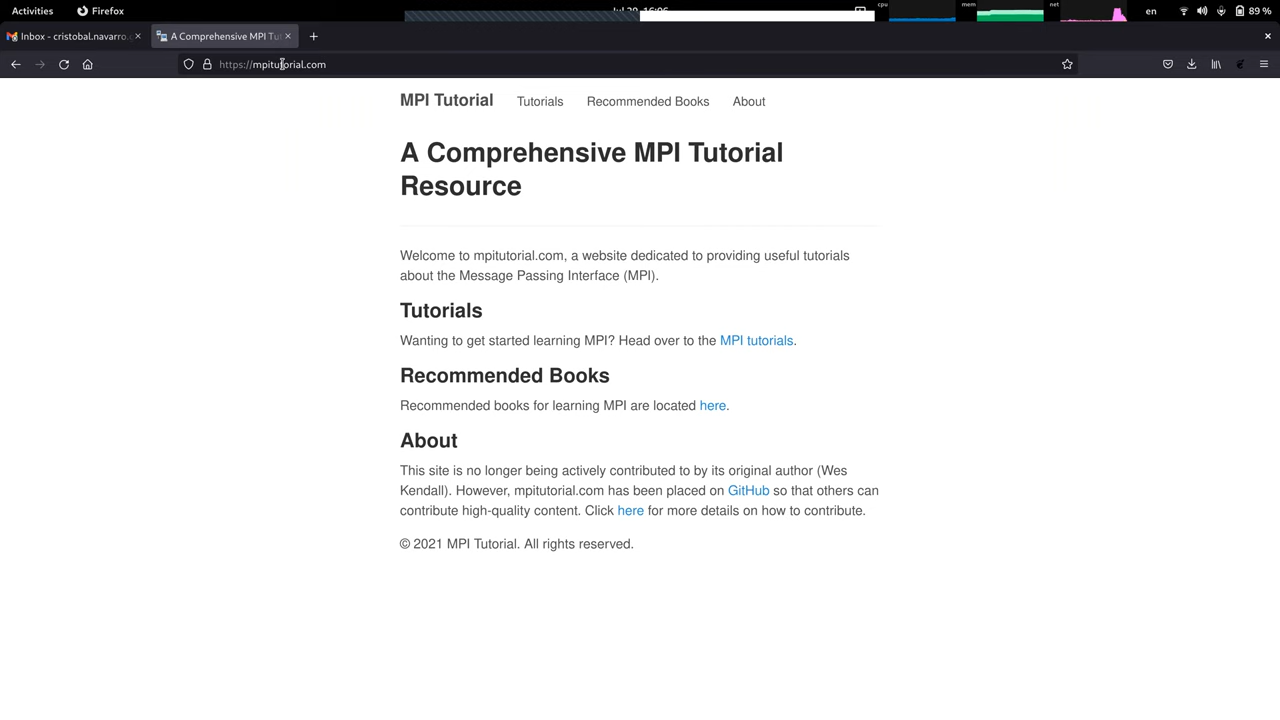 Activities Firefox
cpu mem net en 89 %
Inbox - cristobal.navarro. A Comprehensive MPI Tu
https://mpitutorial.com
MPI Tutorial Tutorials Recommended Books About
A Comprehensive MPI Tutorial
Resource
Welcome to mpitutorial.com, a website dedicated to providing useful tutorials
about the Message Passing Interface (MPI).
Tutorials
Wanting to get started learning MPI? Head over to the MPI tutorials.
Recommended Books
Recommended books for learning MPI are located here.
About
This site is no longer being actively contributed to by its original author (Wes
Kendall). However, mpitutorial.com has been placed on GitHub so that others can
contribute high-quality content. Click here for more details on how to contribute.
© 2021 MPI Tutorial. All rights reserved.